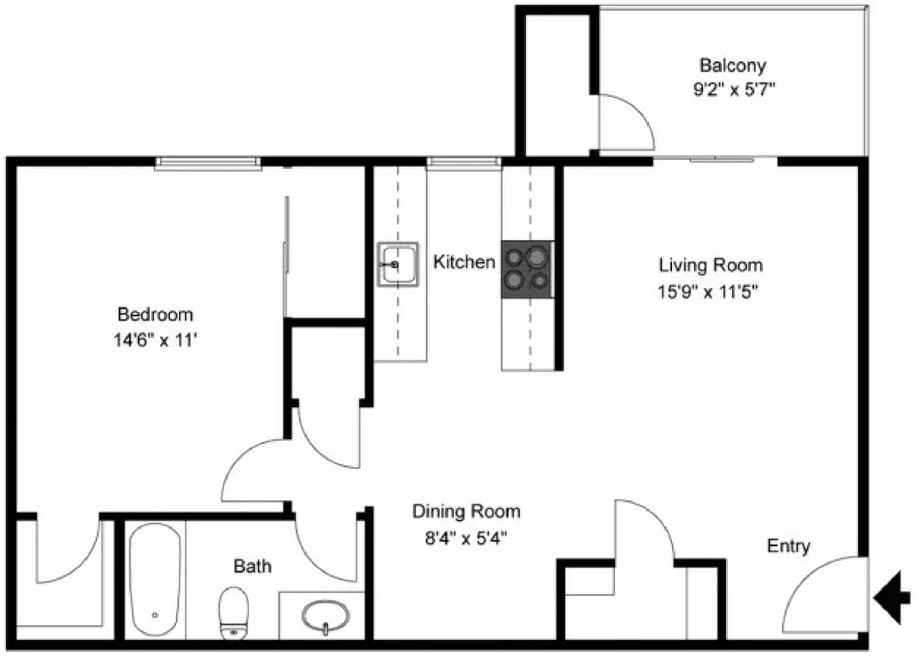 Balcony
9'2" x 5'7"
Kitchen
Living Room
15'9" x 11'5"
Bedroom
14'6" x 11'
Dining Room
8'4" x 5'4"
Entry
Bath